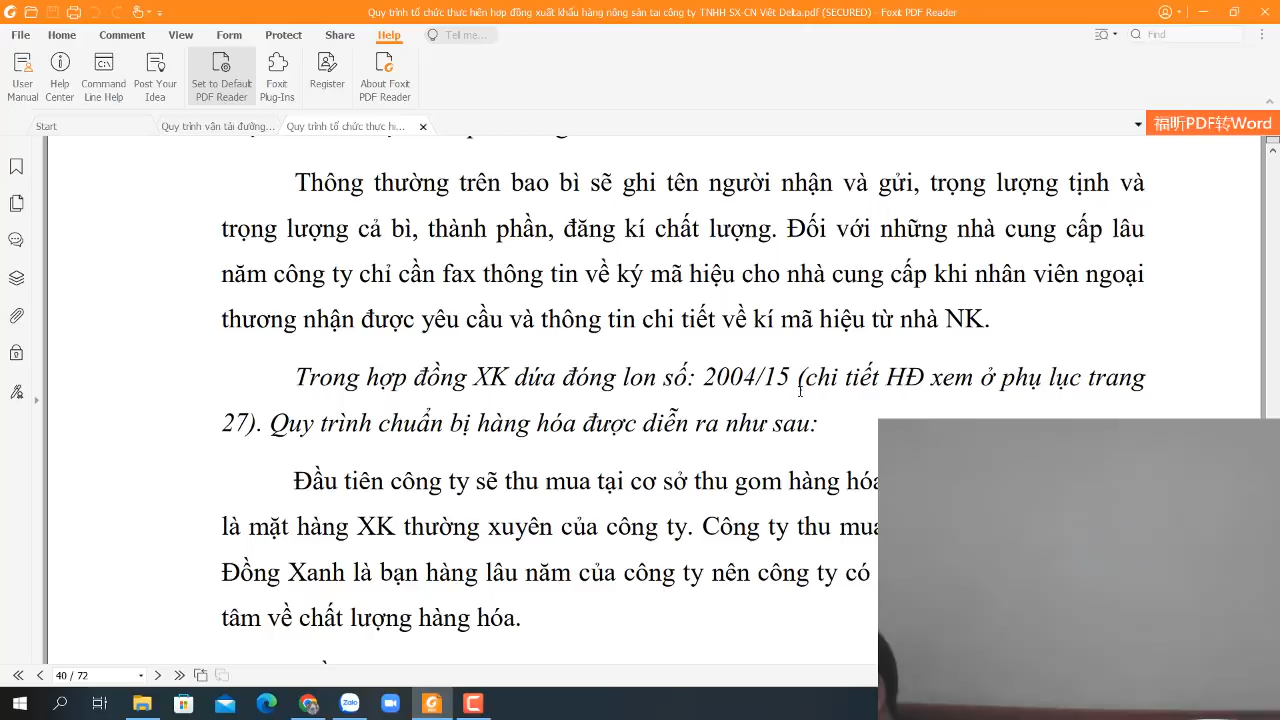 Quy trình tổ chức thực hiên hợp đồng xuất khẩu hàng nông sản tai công ty TNHH SX-CN Viêt Delta.pdf (SECURED) - Foxit PDF Reader
File Home Comment View Form Protect Share Help Tell me... Find
User Manual
Help Center
Command Line Help
Post Your Idea
Set to Default PDF Reader
Foxit Plug-Ins
Register
About Foxit PDF Reader
Start Quy trình vận tải đường... Quy trình tổ chức thực hi...
福昕PDF转Word
Thông thường trên bao bì sẽ ghi tên người nhận và gửi, trọng lượng tịnh và
trọng lượng cả bì, thành phần, đăng kí chất lượng. Đối với những nhà cung cấp lâu
năm công ty chỉ cần fax thông tin về ký mã hiệu cho nhà cung cấp khi nhân viên ngoại
thương nhận được yêu cầu và thông tin chi tiết về kí mã hiệu từ nhà NK.
Trong hợp đồng XK dứa đóng lon số: 2004/15 (chi tiết HĐ xem ở phụ lục trang
27). Quy trình chuẩn bị hàng hóa được diễn ra như sau:
Đầu tiên công ty sẽ thu mua tại cơ sở thu gom hàng hóa
là mặt hàng XK thường xuyên của công ty. Công ty thu mua
Đồng Xanh là bạn hàng lâu năm của công ty nên công ty có
tâm về chất lượng hàng hóa.
40 / 72
Zalo